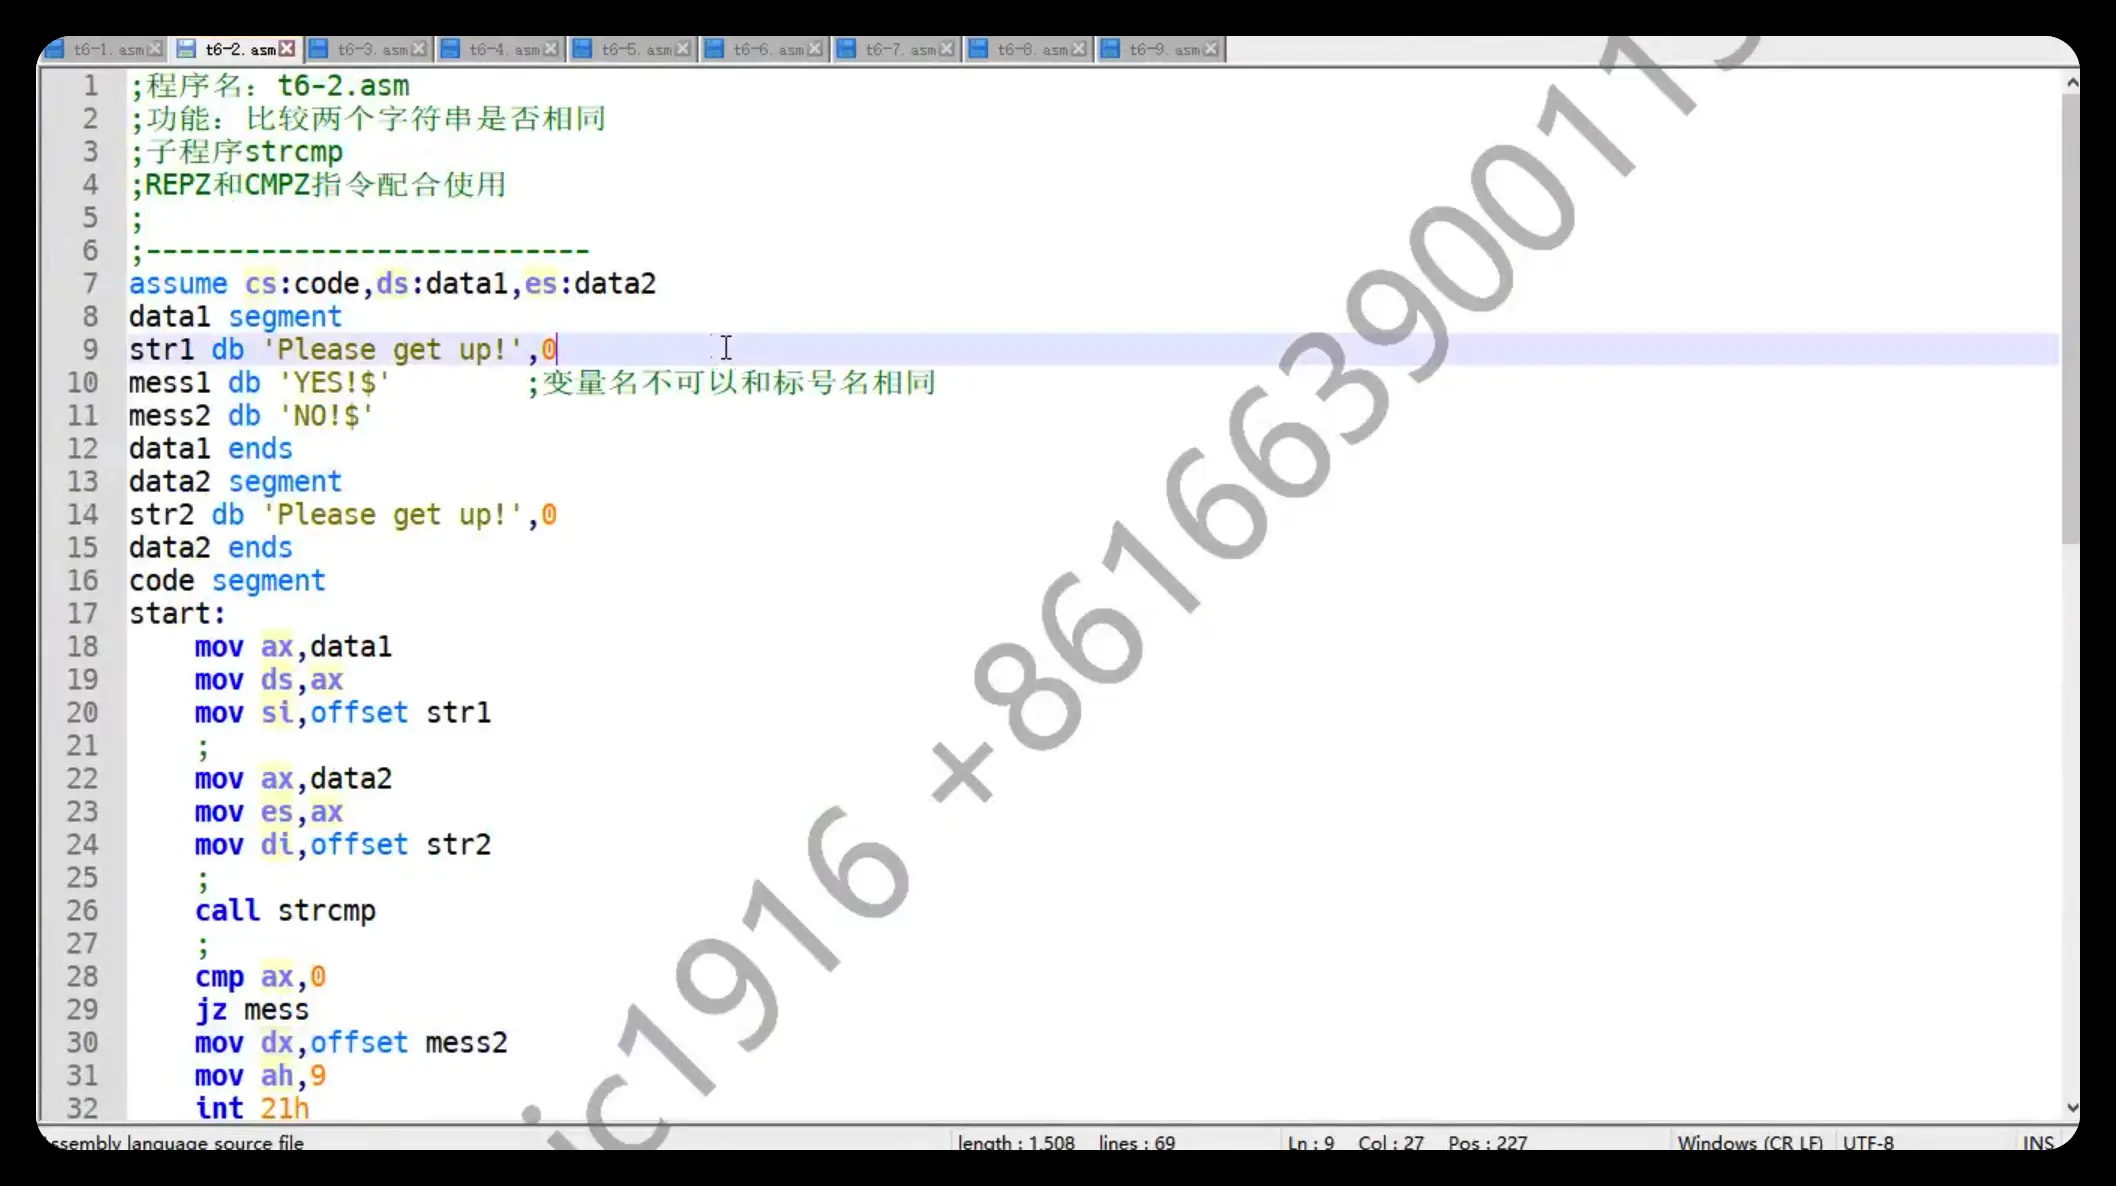 t6-1.asm t6-2.asm t6-3.asm t6-4.asm t6-5.asm t6-6.asm t6-7.asm t6-8.asm t6-9.asm
1 ;程序名: t6-2.asm
2 ;功能: 比较两个字符串是否相同
3 ;子程序strcmp
4 ;REPZ和CMPZ指令配合使用
5 ;
6 ;---------------------------
7 assume cs:code,ds:data1,es:data2
8 data1 segment
9 str1 db 'Please get up!',0
10 mess1 db 'YES!$' ;变量名不可以和标号名相同
11 mess2 db 'NO!$'
12 data1 ends
13 data2 segment
14 str2 db 'Please get up!',0
15 data2 ends
16 code segment
17 start:
18 mov ax,data1
19 mov ds,ax
20 mov si,offset str1
21 ;
22 mov ax,data2
23 mov es,ax
24 mov di,offset str2
25 ;
26 call strcmp
27 ;
28 cmp ax,0
29 jz mess
30 mov dx,offset mess2
31 mov ah,9
32 int 21h
ssembly language source file length : 1,508 lines : 69 Ln : 9 Col : 27 Pos : 227 Windows (CR LF) UTF-8 INS
ic1916 +861663900113